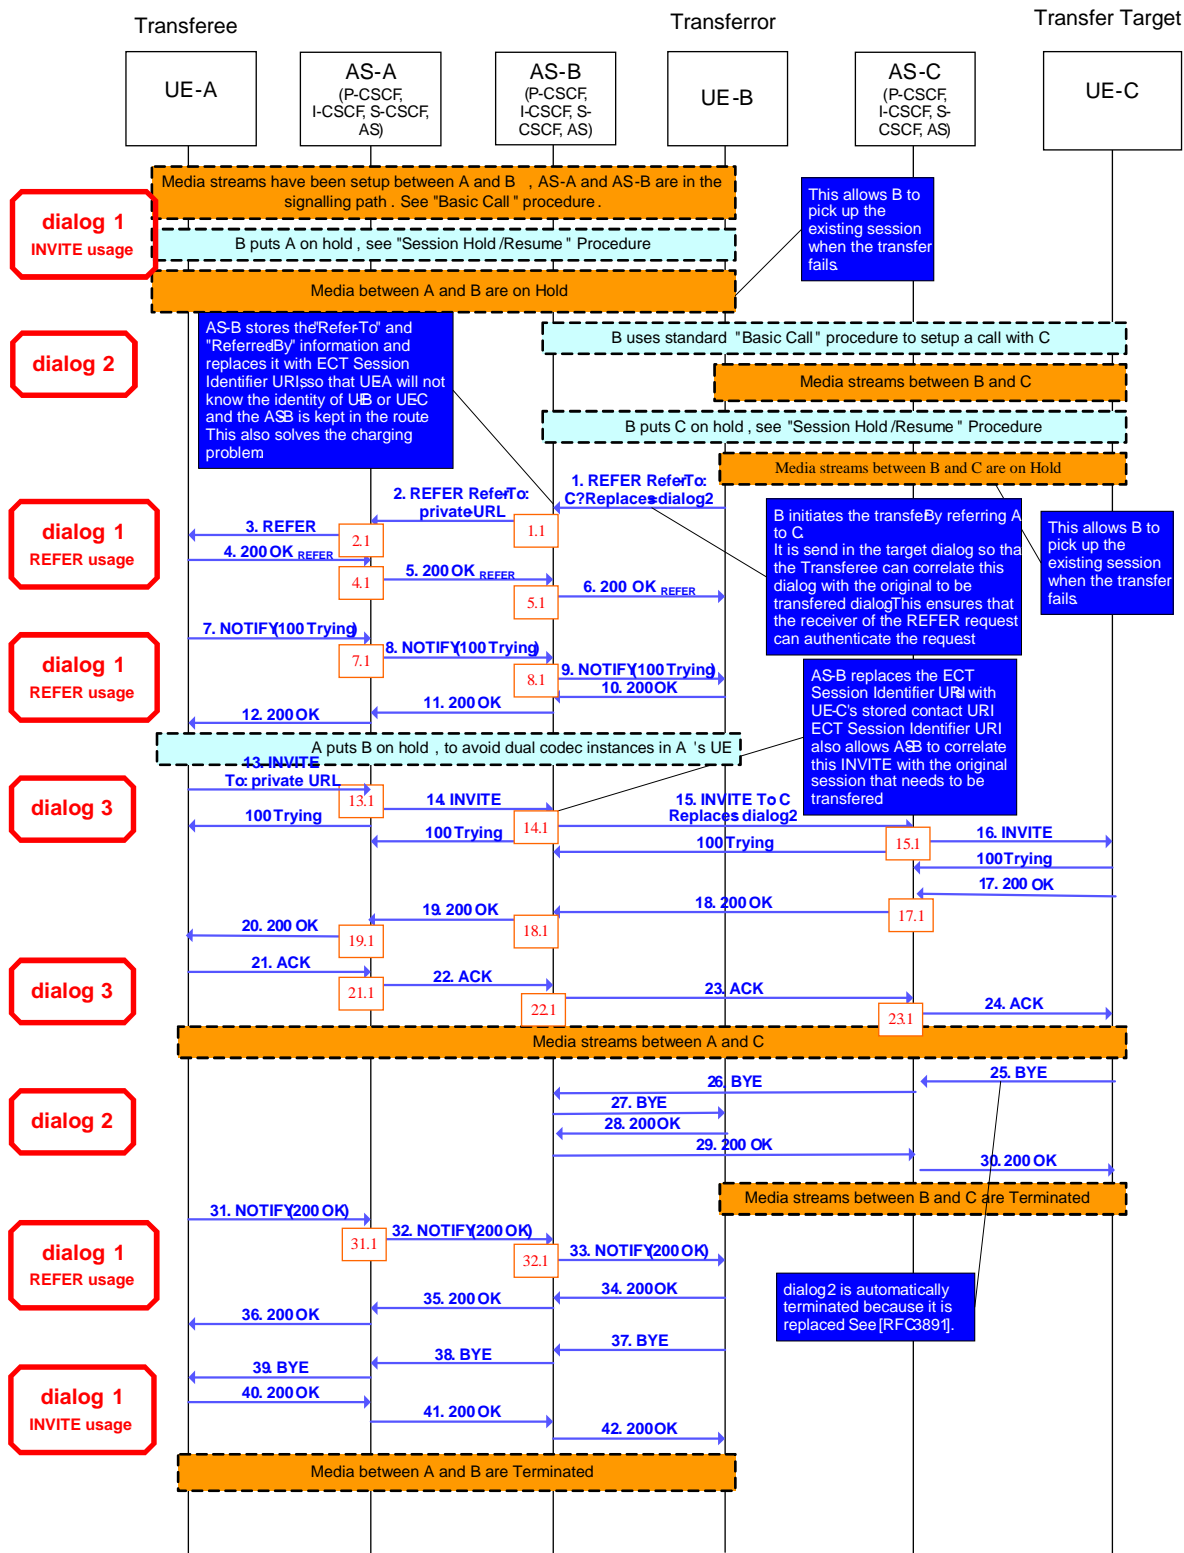 Transferee
Transferror
Transfer Target
UE-A
AS-A
(P-CSCF,
I-CSCF, S-CSCF,
AS)
AS-B
(P-CSCF,
I-CSCF, S-
CSCF, AS)
UE-B
AS-C
(P-CSCF,
I-CSCF, S-
CSCF, AS)
UE-C
Media streams have been setup between A and B , AS-A and AS-B are in the
signalling path . See "Basic Call " procedure .
dialog 1
INVITE usage
This allows B to
pick up the
existing session
when the transfer
fails.
B puts A on hold , see "Session Hold /Resume " Procedure
Media between A and B are on Hold
AS-B stores the "Refer-To" and
"Referred-By" information and
replaces it with ECT Session
Identifier URIs, so that UE-A will not
know the identity of UE-B or UE-C
and the AS-B is kept in the route.
This also solves the charging
problem.
dialog 2
B uses standard "Basic Call" procedure to setup a call with C
Media streams between B and C
B puts C on hold , see "Session Hold /Resume " Procedure
Media streams between B and C are on Hold
1. REFER Refer-To:
C?Replaces=dialog2
2. REFER Refer-To:
private-URL
1.1
3. REFER
2.1
dialog 1
REFER usage
4. 200 OK REFER
4.1
5. 200 OK REFER
5.1
6. 200 OK REFER
B initiates the transfer By referring A
to C.
It is send in the target dialog so tha
the Transferee can correlate this
dialog with the original to be
transfered dialog This ensures that
the receiver of the REFER request
can authenticate the request
This allows B to
pick up the
existing session
when the transfer
fails.
7. NOTIFY (100 Trying)
7.1
8. NOTIFY (100 Trying)
8.1
9. NOTIFY (100 Trying)
dialog 1
REFER usage
10. 200 OK
11. 200 OK
12. 200 OK
AS-B replaces the ECT
Session Identifier URIs with
UE-C's stored contact URI
ECT Session Identifier URI
also allows AS-B to correlate
this INVITE with the original
session that needs to be
transfered
A puts B on hold , to avoid dual codec instances in A 's UE
13. INVITE
To: private URL
13.1
dialog 3
14. INVITE
14.1
15. INVITE To C
Replaces: dialog2
15.1
16. INVITE
100 Trying
100 Trying
100 Trying
100 Trying
17. 200 OK
17.1
18. 200 OK
18.1
19. 200 OK
19.1
20. 200 OK
dialog 3
21. ACK
21.1
22. ACK
22.1
23. ACK
23.1
24. ACK
Media streams between A and C
25. BYE
26. BYE
dialog 2
27. BYE
28. 200 OK
29. 200 OK
30. 200 OK
Media streams between B and C are Terminated
31. NOTIFY (200 OK)
31.1
32. NOTIFY (200 OK)
32.1
33. NOTIFY (200 OK)
dialog 1
REFER usage
34. 200 OK
35. 200 OK
36. 200 OK
dialog 2 is automatically
terminated because it is
replaced See [RFC3891].
37. BYE
38. BYE
39. BYE
dialog 1
INVITE usage
40. 200 OK
41. 200 OK
42. 200 OK
Media between A and B are Terminated